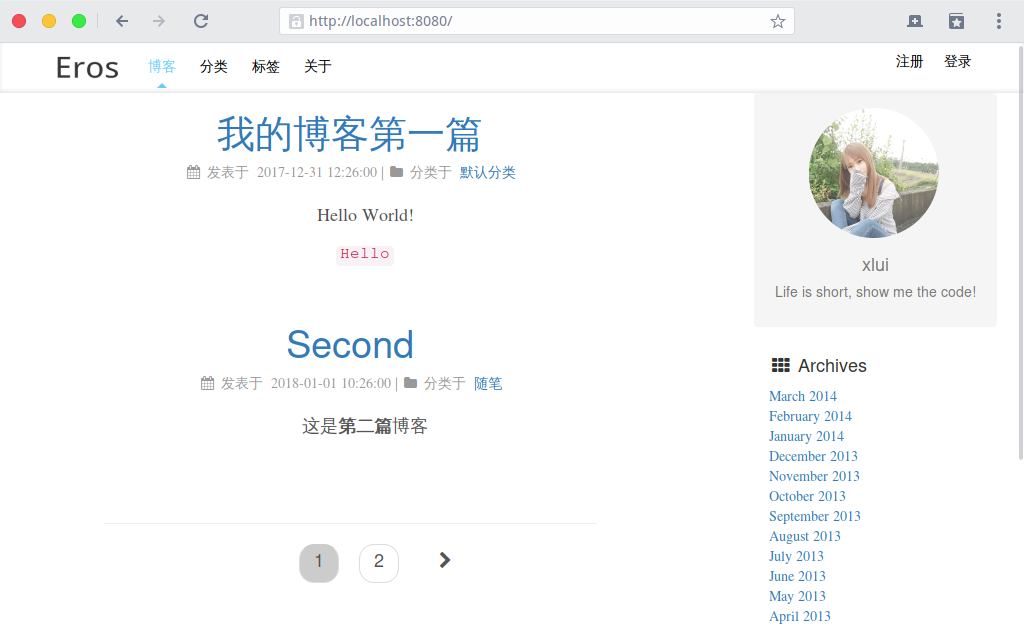 http://localhost:8080/
Eros 博客 分类 标签 关于 注册 登录
我的博客第一篇
发表于 2017-12-31 12:26:00 | 分类于 默认分类
Hello World!
Hello
Second
发表于 2018-01-01 10:26:00 | 分类于 随笔
这是第二篇博客
1 2
xlui
Life is short, show me the code!
Archives
March 2014
February 2014
January 2014
December 2013
November 2013
October 2013
September 2013
August 2013
July 2013
June 2013
May 2013
April 2013